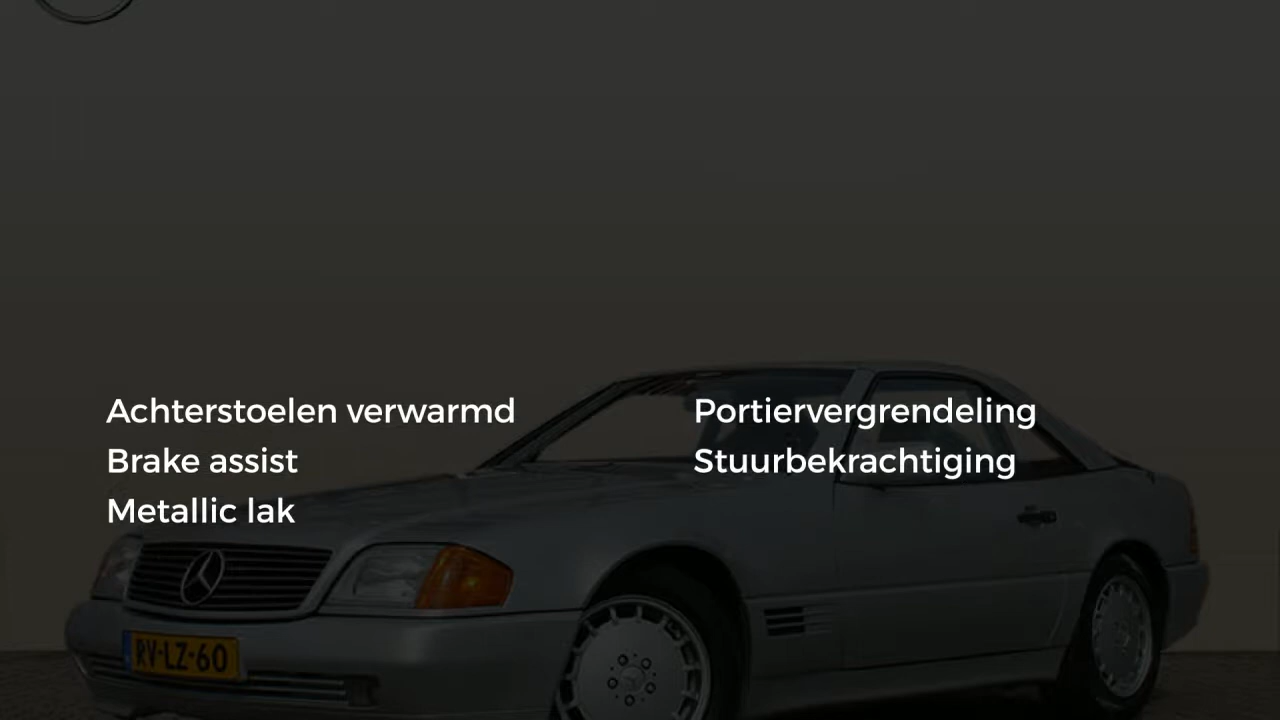 Achterstoelen verwarmd
Brake assist
Metallic lak
Portiervergrendeling
Stuurbekrachtiging
RV-LZ-60